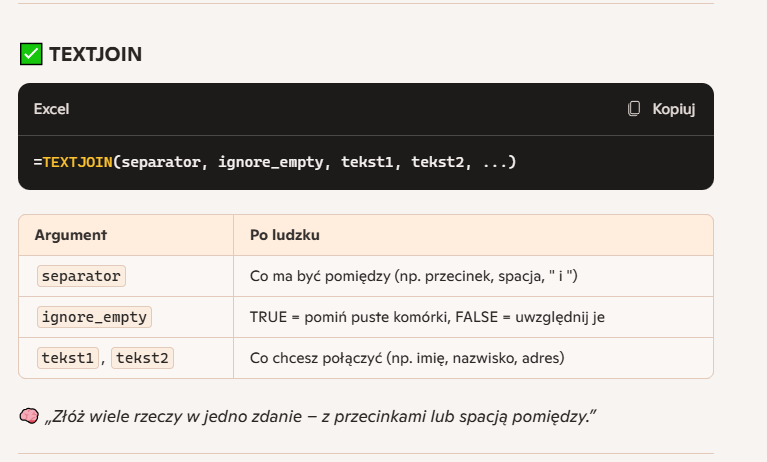 ✅ TEXTJOIN
Excel Kopiuj
=TEXTJOIN(separator, ignore_empty, tekst1, tekst2, ...)
Argument Po ludzku
separator Co ma być pomiędzy (np. przecinek, spacja, " i ")
ignore_empty TRUE = pomiń puste komórki, FALSE = uwzględnij je
tekst1, tekst2 Co chcesz połączyć (np. imię, nazwisko, adres)
🧠 „Złóż wiele rzeczy w jedno zdanie – z przecinkami lub spacją pomiędzy.”